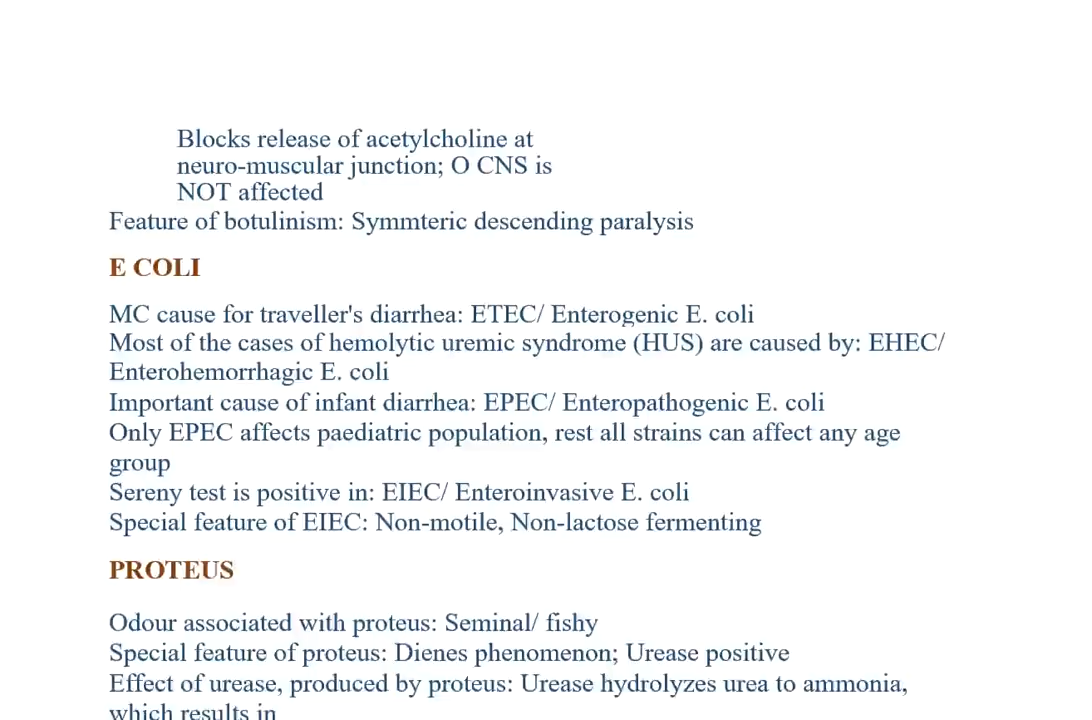 Blocks release of acetylcholine at
neuro-muscular junction; O CNS is
NOT affected
Feature of botulinism: Symmteric descending paralysis
E COLI
MC cause for traveller's diarrhea: ETEC/ Enterogenic E. coli
Most of the cases of hemolytic uremic syndrome (HUS) are caused by: EHEC/
Enterohemorrhagic E. coli
Important cause of infant diarrhea: EPEC/ Enteropathogenic E. coli
Only EPEC affects paediatric population, rest all strains can affect any age
group
Sereny test is positive in: EIEC/ Enteroinvasive E. coli
Special feature of EIEC: Non-motile, Non-lactose fermenting
PROTEUS
Odour associated with proteus: Seminal/ fishy
Special feature of proteus: Dienes phenomenon; Urease positive
Effect of urease, produced by proteus: Urease hydrolyzes urea to ammonia,
which results in